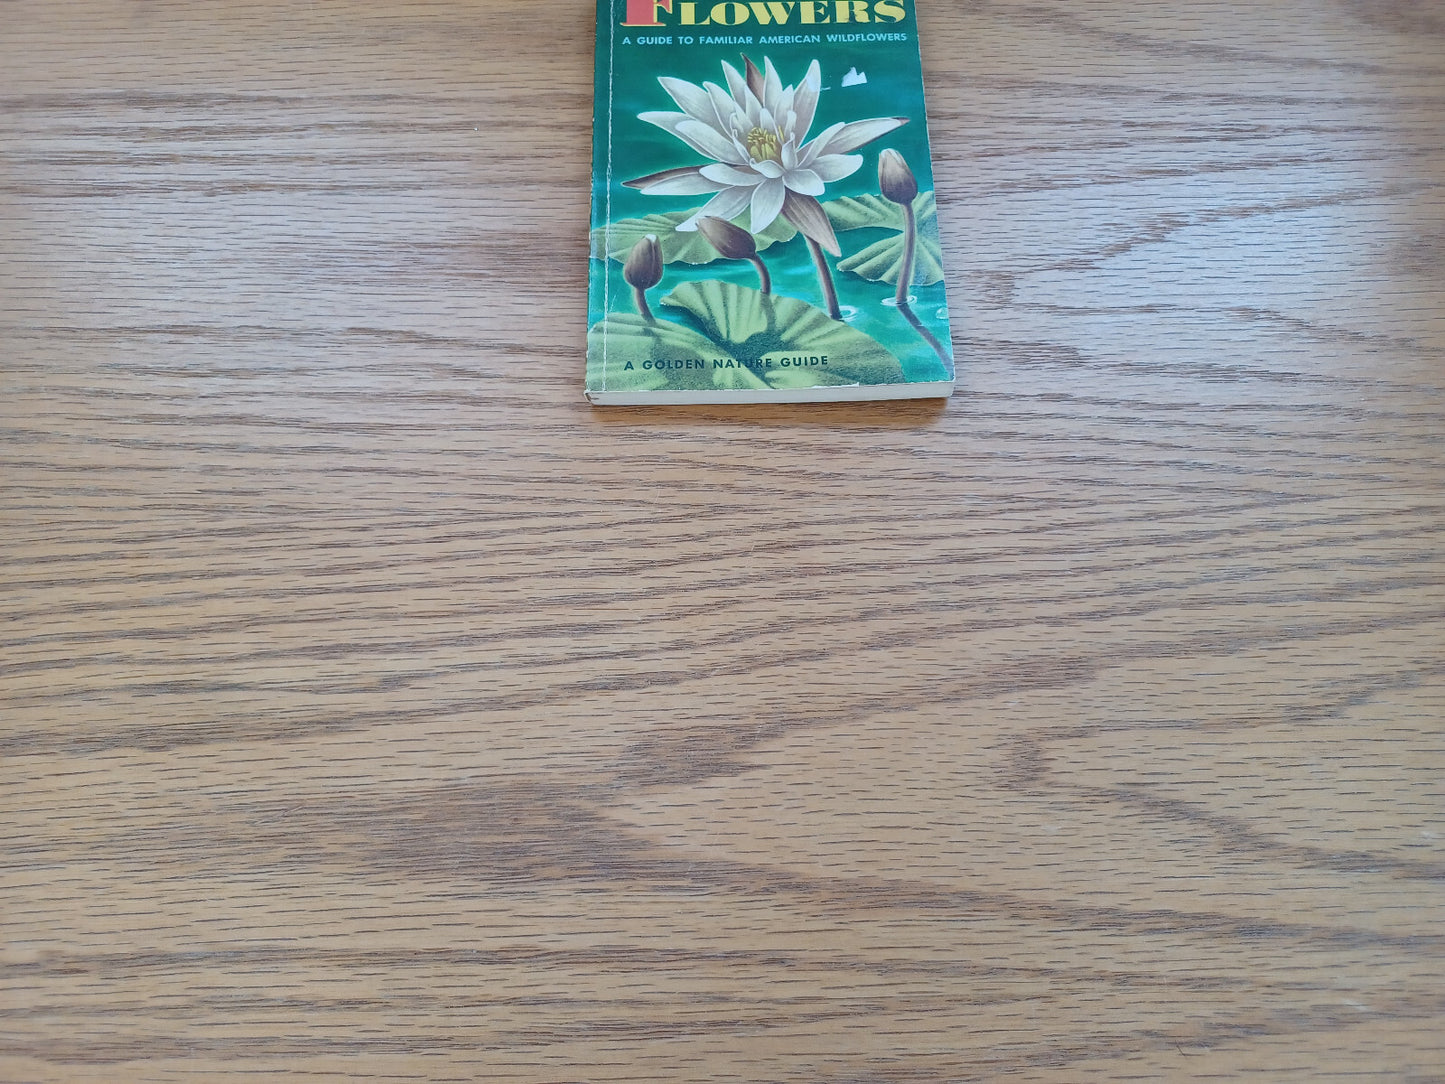 FLOWERS
A GUIDE TO FAMILIAR AMERICAN WILDFLOWERS
A GOLDEN NATURE GUIDE